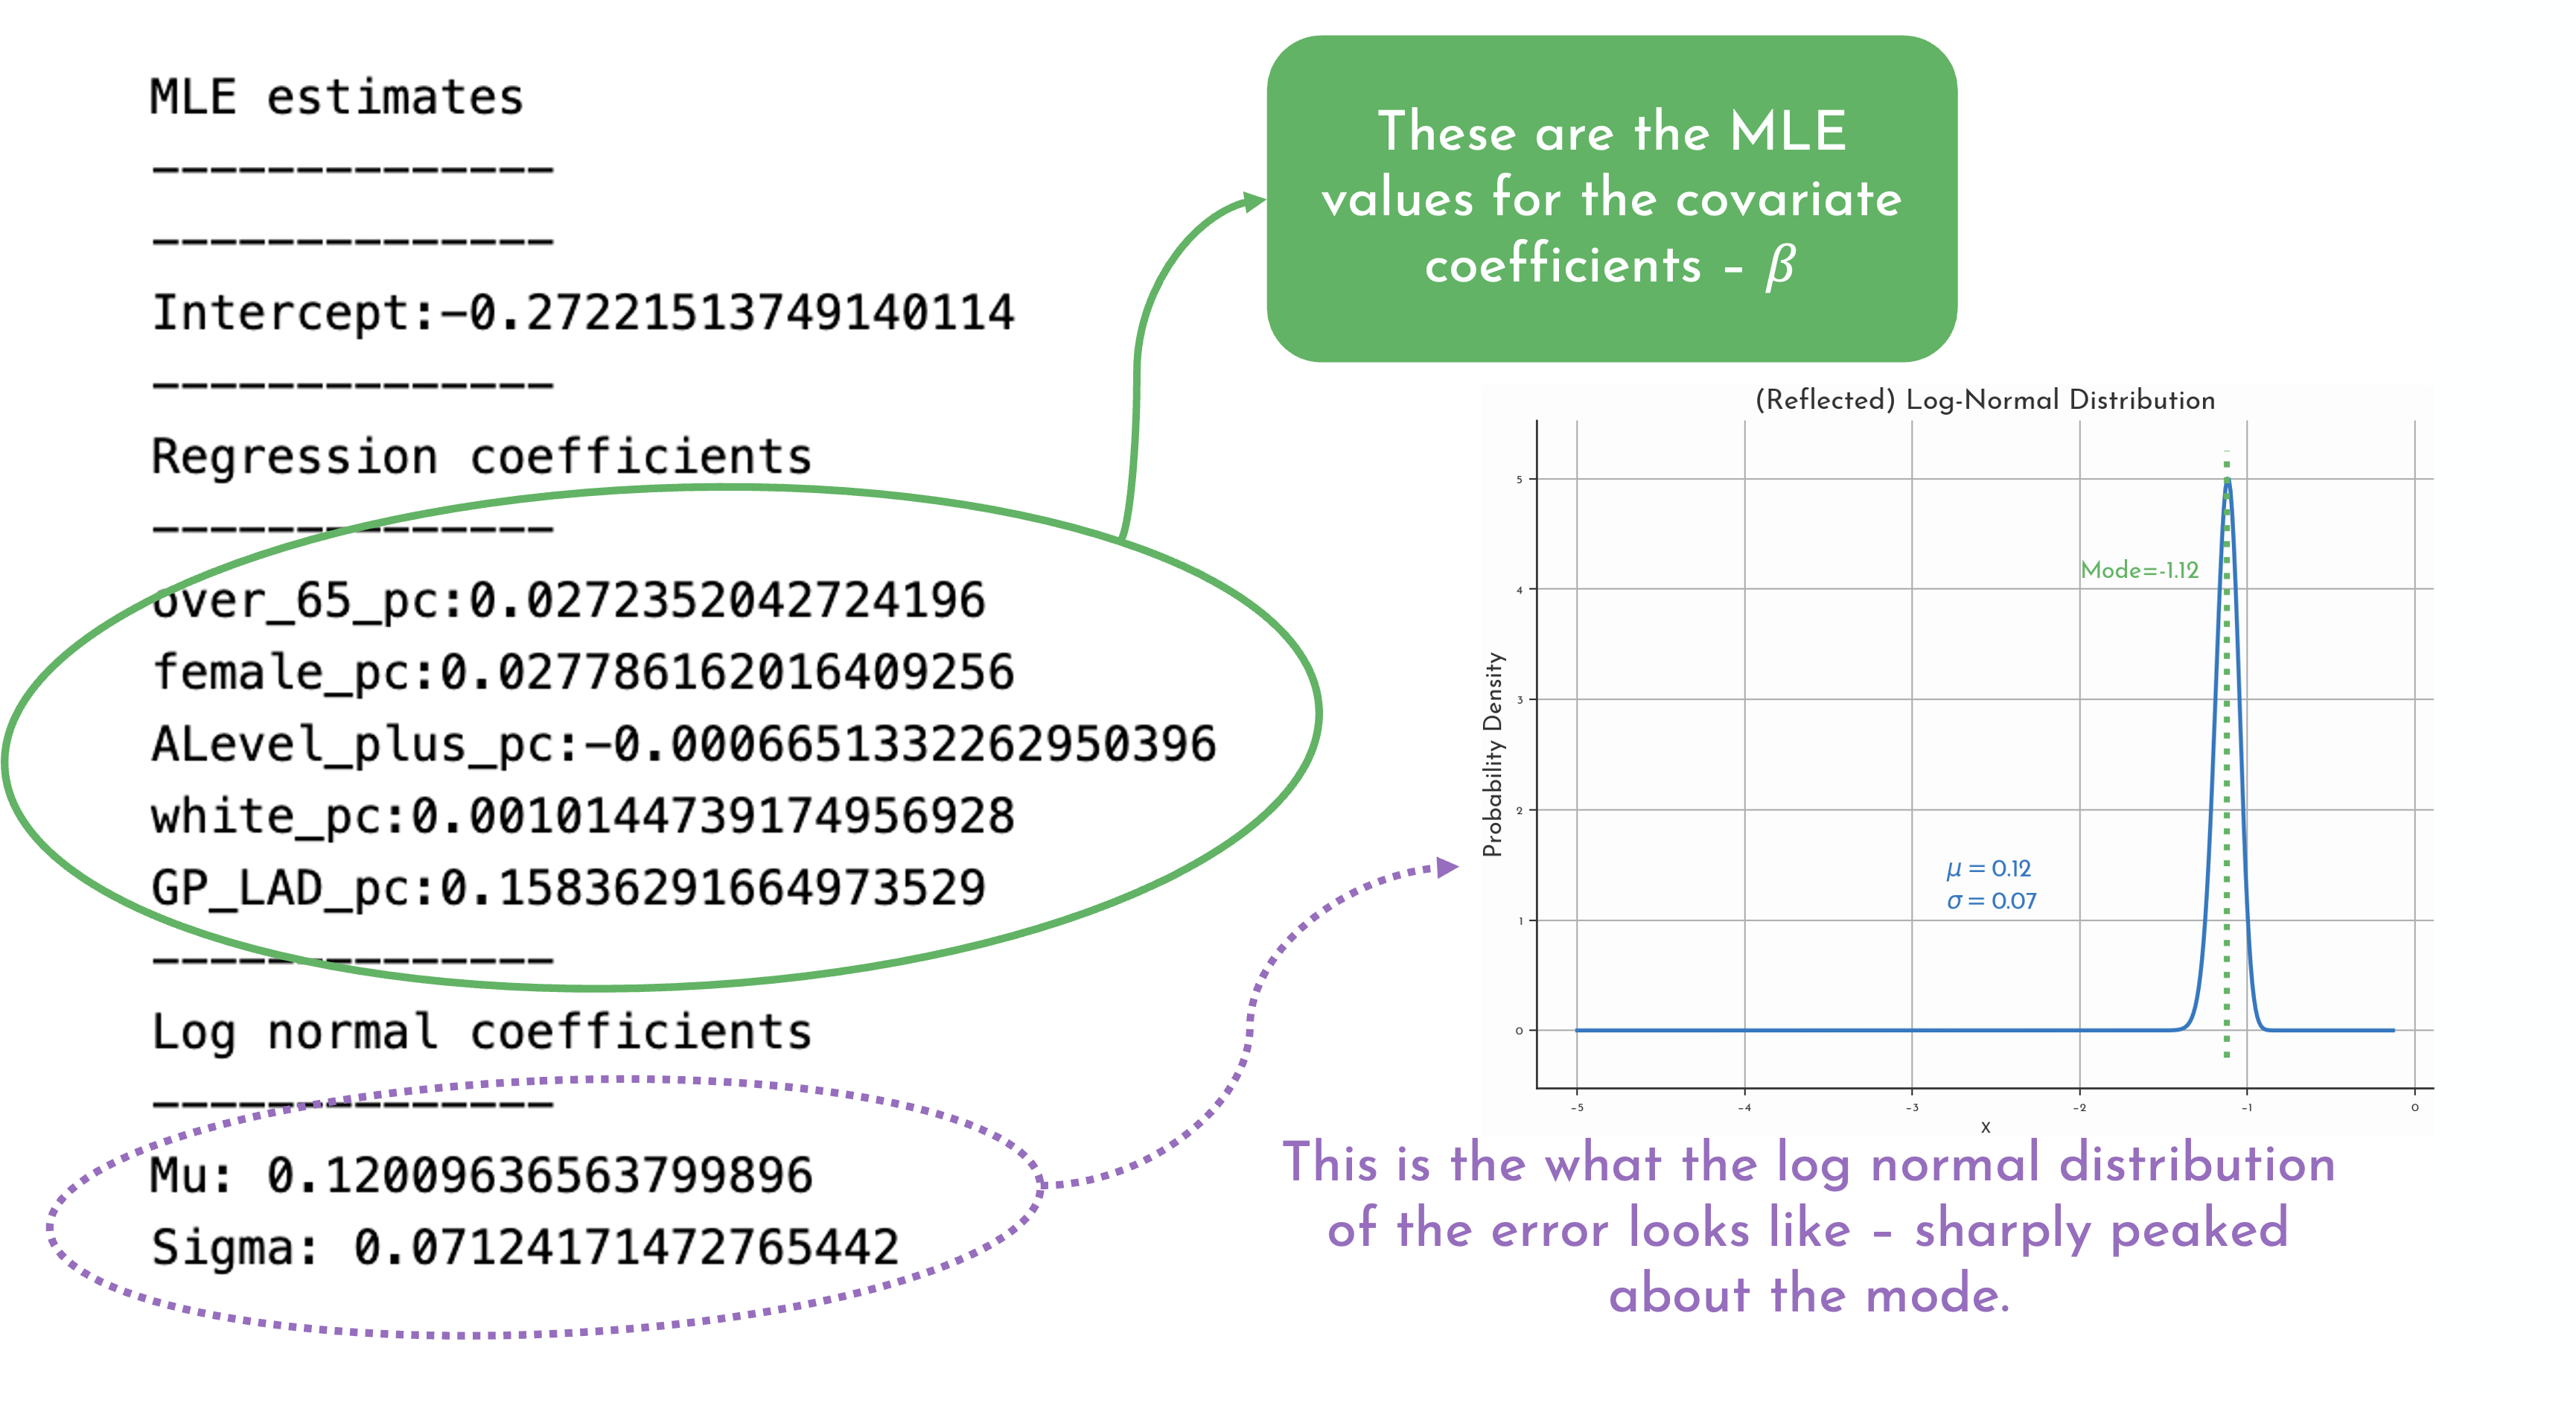 MLE estimates
--------------
--------------
Intercept:-0.27221513749140114
--------------
Regression coefficients
--------------
over_65_pc:0.0272352042724196
female_pc:0.027786162016409256
ALevel_plus_pc:-0.0006651332262950396
white_pc:0.0010144739174956928
GP_LAD_pc:0.15836291664973529
--------------
Log normal coefficients
--------------
Mu: 0.12009636563799896
Sigma: 0.07124171472765442
These are the MLE
values for the covariate
coefficients – β
(Reflected) Log-Normal Distribution
Probability Density
5
4
3
2
1
0
Mode=-1.12
μ = 0.12
σ = 0.07
-5
-4
-3
-2
-1
0
x
This is the what the log normal distribution
of the error looks like – sharply peaked
about the mode.